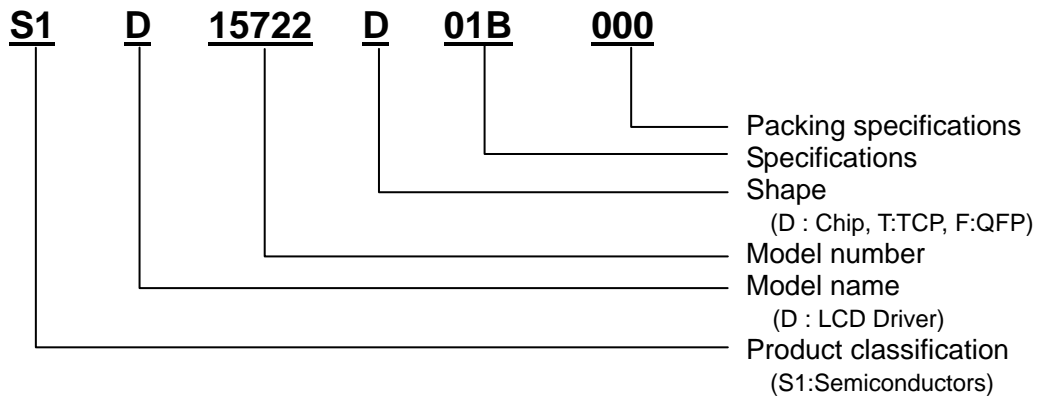 S1 D 15722 D 01B 000
Packing specifications
Specifications
Shape
(D : Chip, T:TCP, F:QFP)
Model number
Model name
(D : LCD Driver)
Product classification
(S1:Semiconductors)